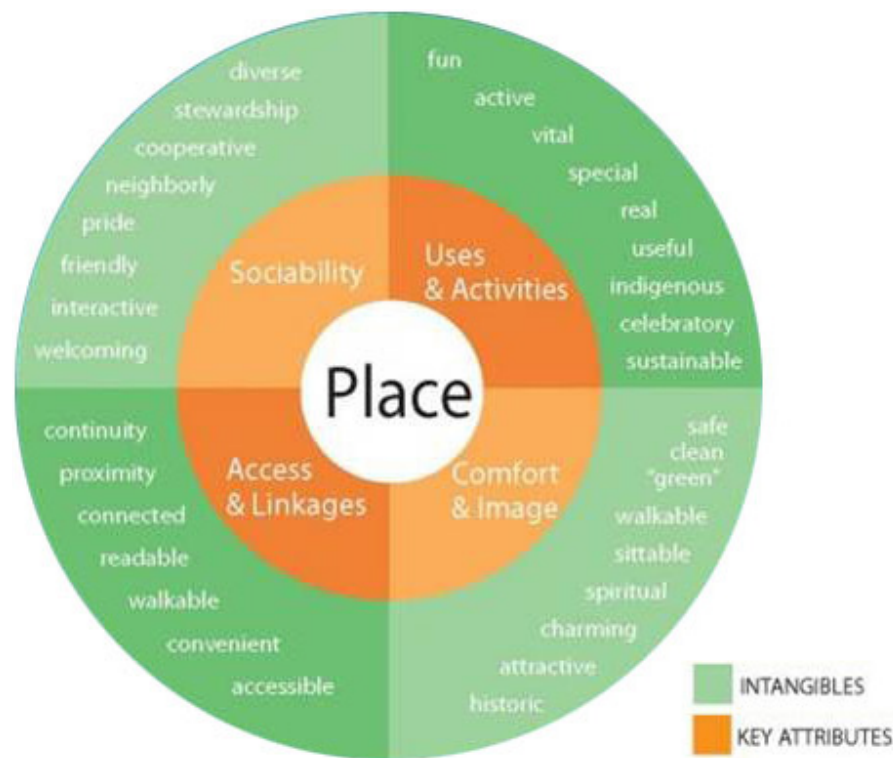 diverse
stewardship
cooperative
neighborly
pride
friendly
interactive
welcoming
fun
active
vital
special
real
useful
indigenous
celebratory
sustainable
Sociability
Uses
& Activities
Place
Access
& Linkages
Comfort
& Image
continuity
proximity
connected
readable
walkable
convenient
accessible
safe
clean
"green"
walkable
sittable
spiritual
charming
attractive
historic
INTANGIBLES
KEY ATTRIBUTES